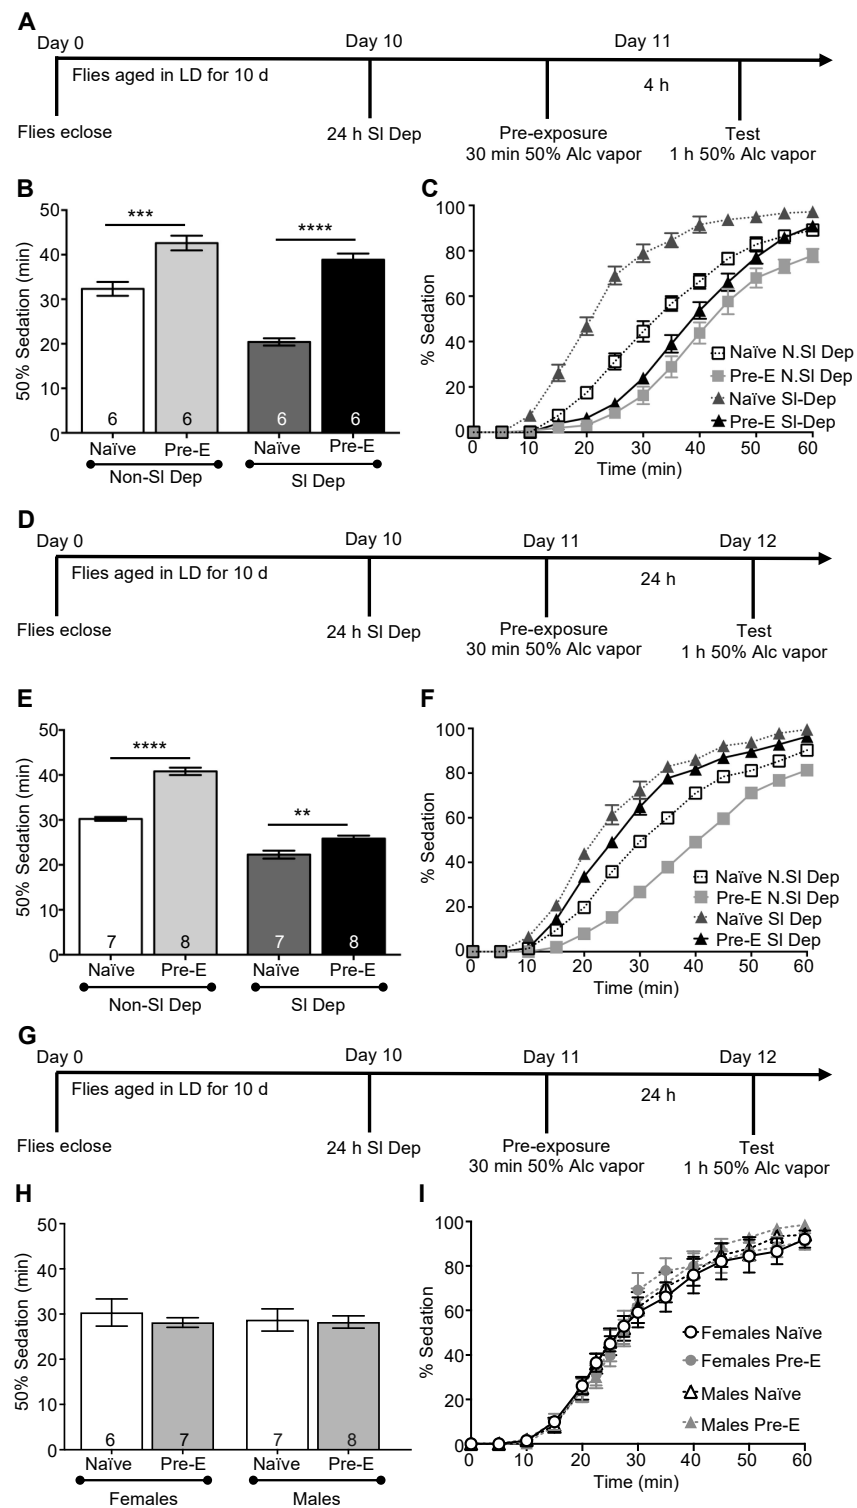 A
Day 0
Day 10
Day 11
Flies aged in LD for 10 d
4 h
Flies eclose
24 h Sl Dep
Pre-exposure
30 min 50% Alc vapor
Test
1 h 50% Alc vapor
B
50% Sedation (min)
50
40
30
20
10
0
***
****
6
6
6
6
Naïve
Pre-E
Naïve
Pre-E
Non-Sl Dep
Sl Dep
C
% Sedation
100
80
60
40
20
0
Naïve N.Sl Dep
Pre-E N.Sl Dep
Naïve Sl-Dep
Pre-E Sl-Dep
0 10 20 30 40 50 60
Time (min)
D
Day 0
Day 10
Day 11
Day 12
Flies aged in LD for 10 d
24 h
Flies eclose
24 h Sl Dep
Pre-exposure
30 min 50% Alc vapor
Test
1 h 50% Alc vapor
E
50% Sedation (min)
50
40
30
20
10
0
****
**
7
8
7
8
Naïve
Pre-E
Naïve
Pre-E
Non-Sl Dep
Sl Dep
F
% Sedation
100
80
60
40
20
0
Naïve N.Sl Dep
Pre-E N.Sl Dep
Naïve Sl Dep
Pre-E Sl Dep
0 10 20 30 40 50 60
Time (min)
G
Day 0
Day 10
Day 11
Day 12
Flies aged in LD for 10 d
24 h
Flies eclose
24 h Sl Dep
Pre-exposure
30 min 50% Alc vapor
Test
1 h 50% Alc vapor
H
50% Sedation (min)
50
40
30
20
10
0
6
7
7
8
Naïve
Pre-E
Naïve
Pre-E
Females
Males
I
% Sedation
100
80
60
40
20
0
Females Naïve
Females Pre-E
Males Naïve
Males Pre-E
0 10 20 30 40 50 60
Time (min)